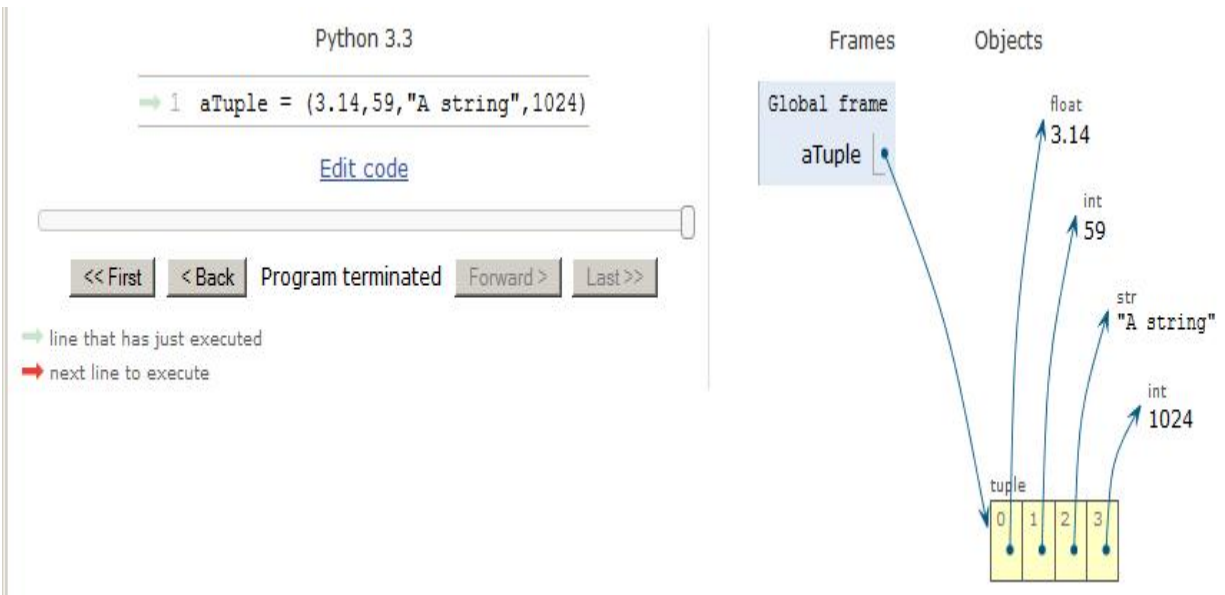 Python 3.3
1 aTuple = (3.14,59,"A string",1024)
Edit code
<< First < Back Program terminated Forward > Last >>
line that has just executed
next line to execute
Frames Objects
Global frame
aTuple
float
3.14
int
59
str
"A string"
int
1024
tuple
0 1 2 3